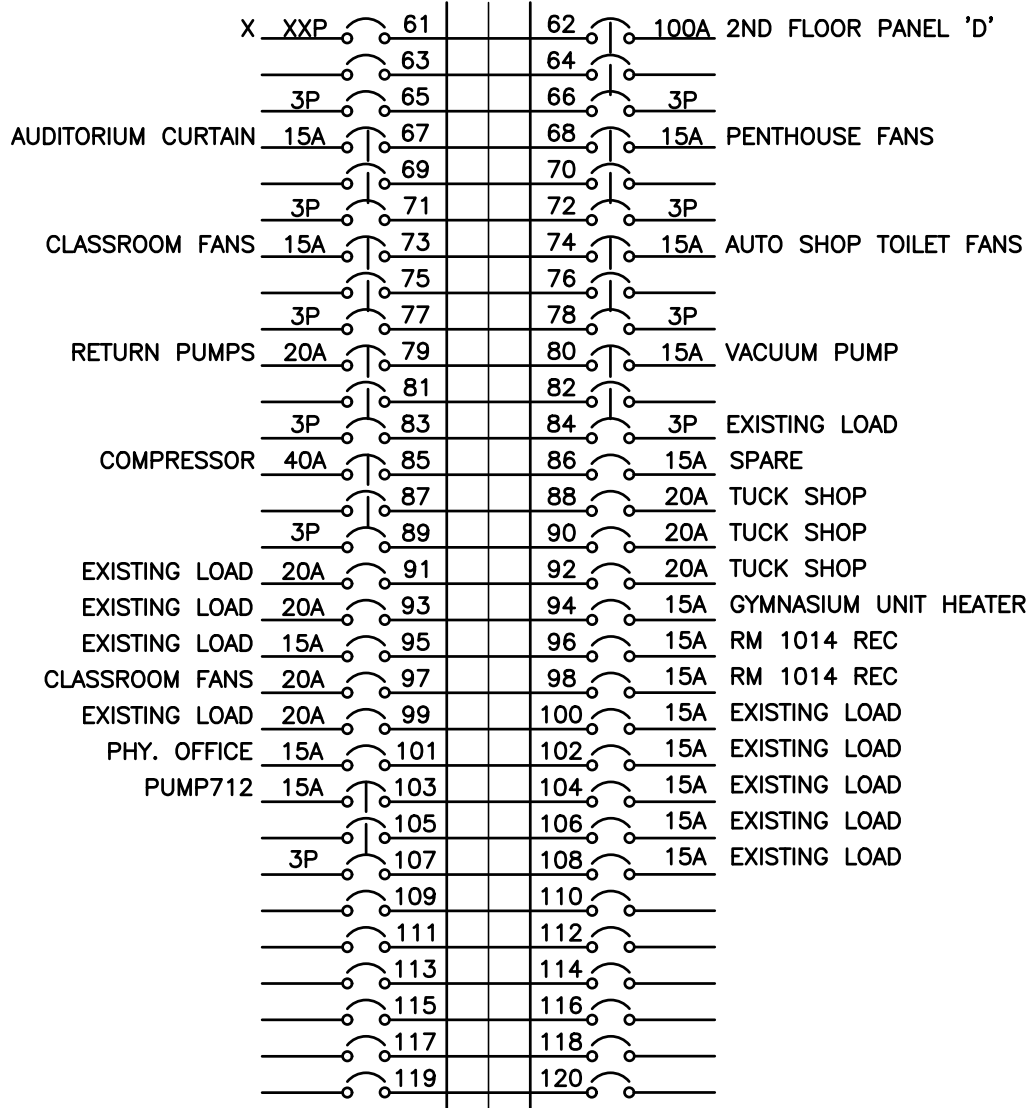 X XXP 61 62 100A 2ND FLOOR PANEL 'D'
63 64
3P 65 66 3P
AUDITORIUM CURTAIN 15A 67 68 15A PENTHOUSE FANS
69 70
3P 71 72 3P
CLASSROOM FANS 15A 73 74 15A AUTO SHOP TOILET FANS
75 76
3P 77 78 3P
RETURN PUMPS 20A 79 80 15A VACUUM PUMP
81 82
3P 83 84 3P EXISTING LOAD
COMPRESSOR 40A 85 86 15A SPARE
87 88 20A TUCK SHOP
3P 89 90 20A TUCK SHOP
EXISTING LOAD 20A 91 92 20A TUCK SHOP
EXISTING LOAD 20A 93 94 15A GYMNASIUM UNIT HEATER
EXISTING LOAD 15A 95 96 15A RM 1014 REC
CLASSROOM FANS 20A 97 98 15A RM 1014 REC
EXISTING LOAD 20A 99 100 15A EXISTING LOAD
PHY. OFFICE 15A 101 102 15A EXISTING LOAD
PUMP712 15A 103 104 15A EXISTING LOAD
105 106 15A EXISTING LOAD
3P 107 108 15A EXISTING LOAD
109 110
111 112
113 114
115 116
117 118
119 120